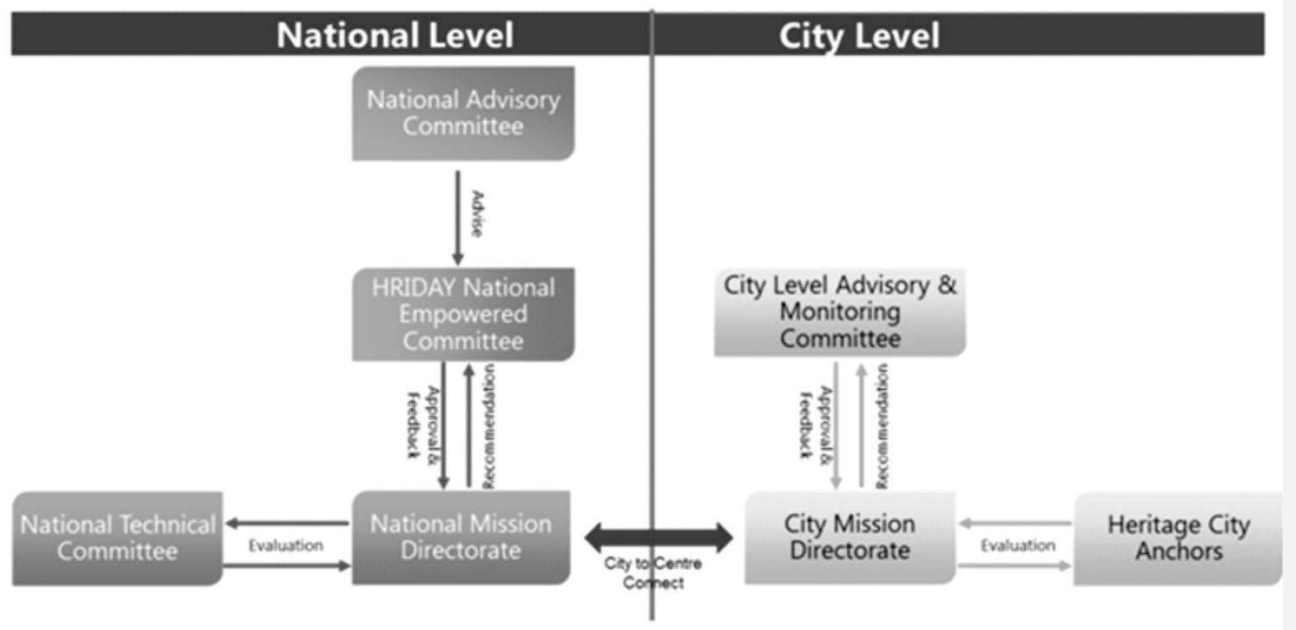 National Level
City Level
National Advisory
Committee
Advise
HRIDAY National
Empowered
Committee
City Level Advisory &
Monitoring
Committee
Approval &
Feedback
Recommendation
Approval &
Feedback
Recommendation
National Technical
Committee
Evaluation
National Mission
Directorate
City to Centre
Connect
City Mission
Directorate
Evaluation
Heritage City
Anchors